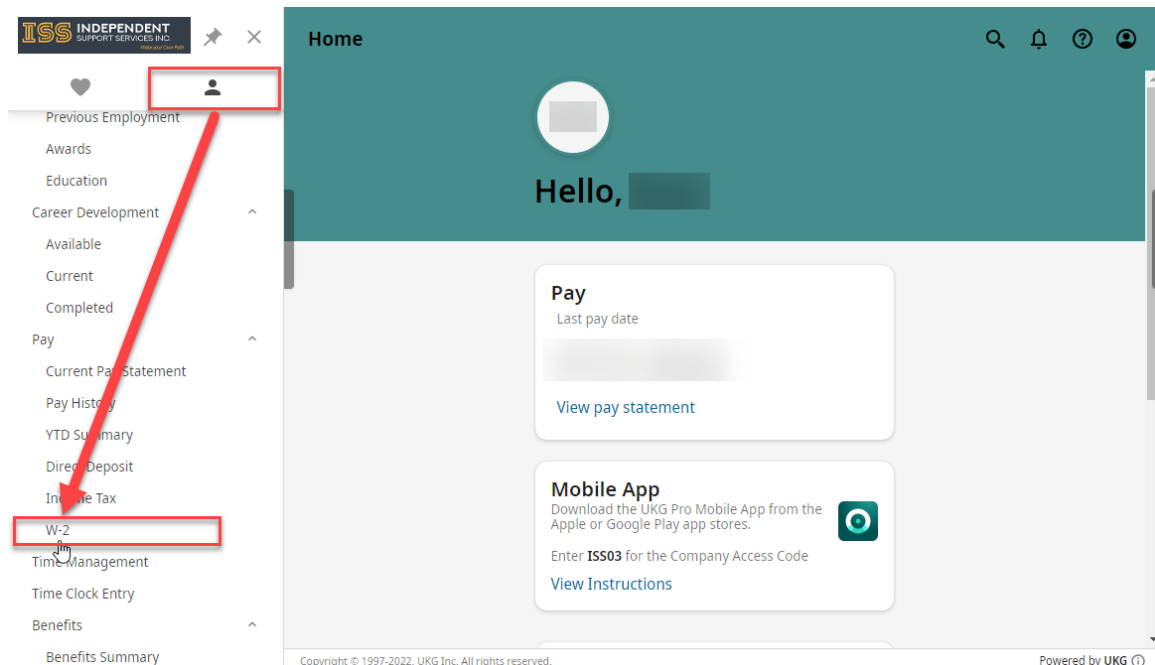 ISS INDEPENDENT
SUPPORT SERVICES INC.
Make your Own Path
Previous Employment
Awards
Education
Career Development
Available
Current
Completed
Pay
Current Pay Statement
Pay History
YTD Summary
Direct Deposit
Income Tax
W-2
Time Management
Time Clock Entry
Benefits
Benefits Summary
Home
Hello,
Pay
Last pay date
View pay statement
Mobile App
Download the UKG Pro Mobile App from the
Apple or Google Play app stores.
Enter ISS03 for the Company Access Code
View Instructions
Copyright © 1997-2022. UKG Inc. All rights reserved.
Powered by UKG